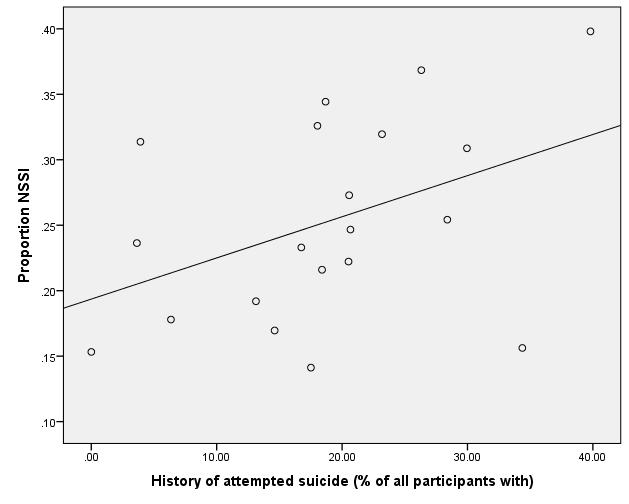 .40
.35
.30
.25
.20
.15
.10
Proportion NSSI
.00 10.00 20.00 30.00 40.00
History of attempted suicide (% of all participants with)